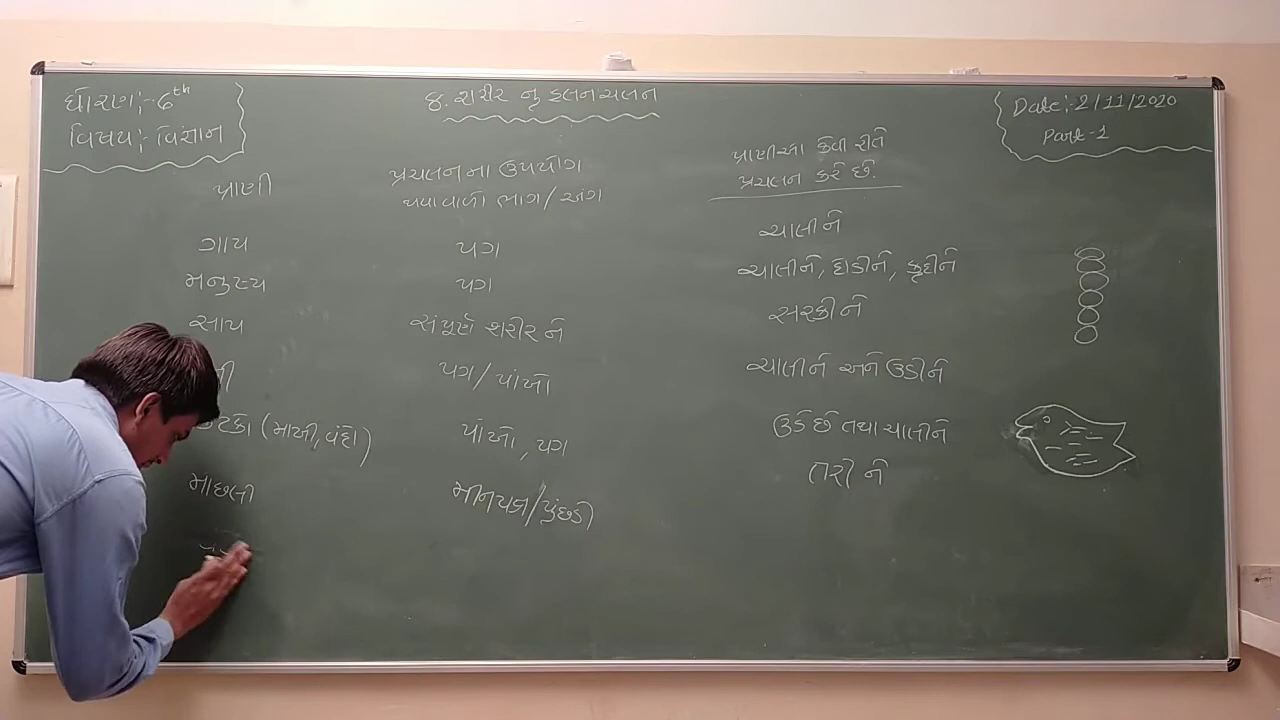 ધોરણ:-6th
વિષય:-વિજ્ઞાન
8. શરીર નુ હલનચલન
Date:-2/11/2020
Part-1
પ્રાણી
પ્રચલન ના ઉપયોગ
થવાવાળો ભાગ/અંગ
પ્રાણીઓ કેવી રીતે
પ્રચલન કરે છે.
ગાય પગ ચાલીને
મનુષ્ય પગ ચાલીને, દોડીને, કૂદીને
સાપ સંપૂર્ણ શરીર ને સરકીને
પગ/પાંખો ચાલીને અને ઉડીને
(માખી, વંદો) પાંખો, પગ ઉડે છે તથા ચાલીને
માછલી મીનપક્ષ/પુંછડી તરી ને